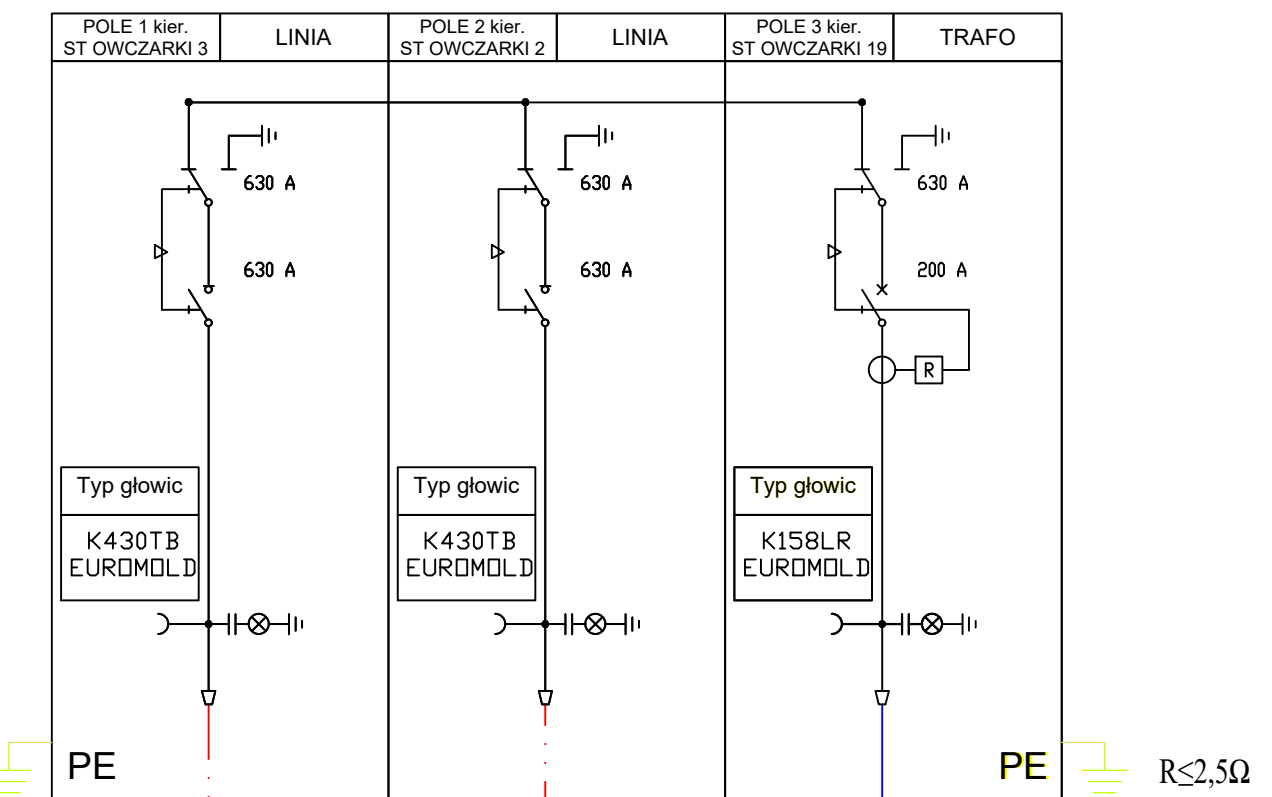 POLE 1 kier.
ST OWCZARKI 3
LINIA
POLE 2 kier.
ST OWCZARKI 2
LINIA
POLE 3 kier.
ST OWCZARKI 19
TRAFO
630 A
630 A
630 A
630 A
630 A
200 A
R
Typ głowic
K430TB
EUROMOLD
Typ głowic
K430TB
EUROMOLD
Typ głowic
K158LR
EUROMOLD
PE
PE
R≤2,5Ω